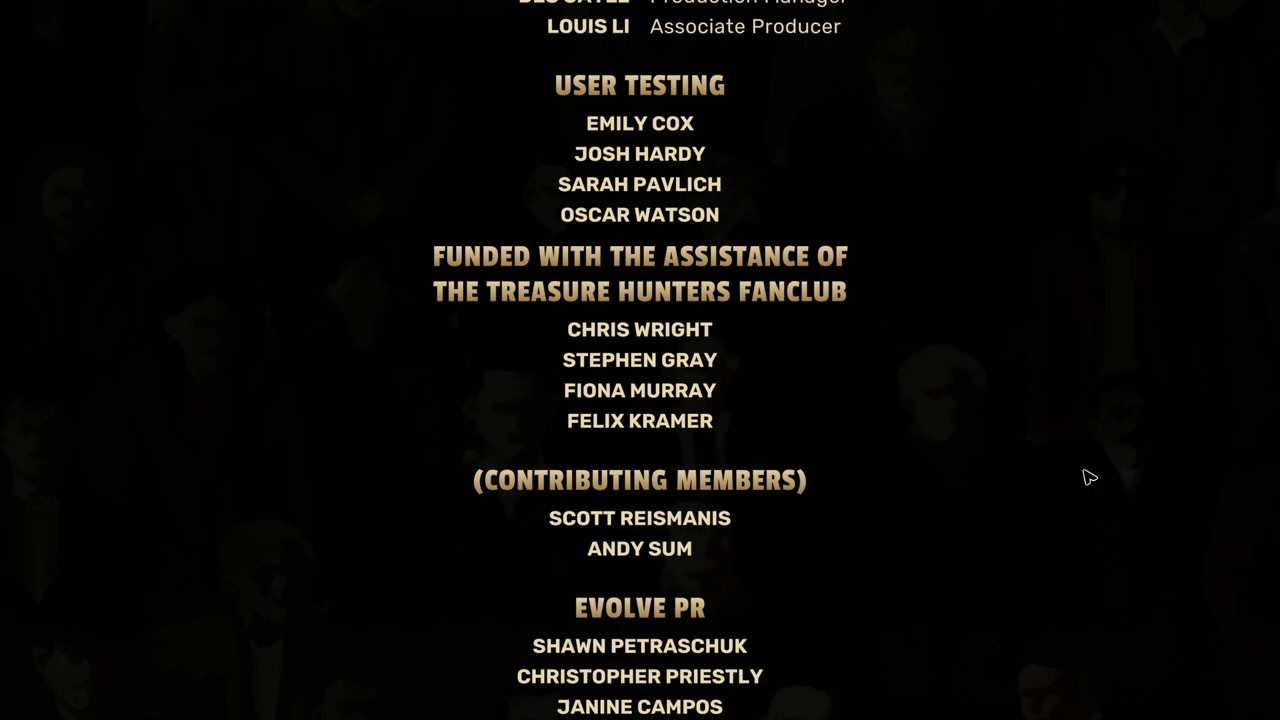 Production Manager
LOUIS LI Associate Producer
USER TESTING
EMILY COX
JOSH HARDY
SARAH PAVLICH
OSCAR WATSON
FUNDED WITH THE ASSISTANCE OF
THE TREASURE HUNTERS FANCLUB
CHRIS WRIGHT
STEPHEN GRAY
FIONA MURRAY
FELIX KRAMER
(CONTRIBUTING MEMBERS)
SCOTT REISMANIS
ANDY SUM
EVOLVE PR
SHAWN PETRASCHUK
CHRISTOPHER PRIESTLY
JANINE CAMPOS